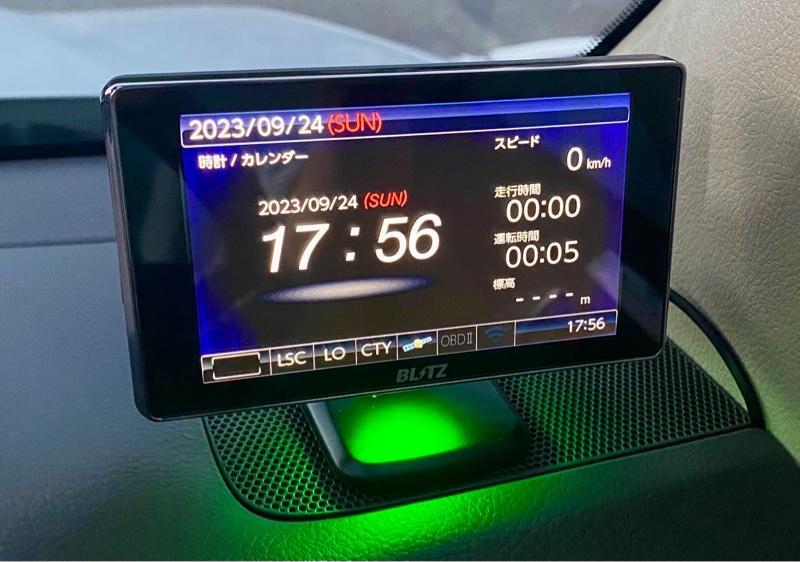 2023/09/24(SUN)
時計 / カレンダー
2023/09/24 (SUN)
17:56
スピード
0 km/h
走行時間
00:00
運転時間
00:05
標高
---- m
LSC LO CTY OBDII 17:56
BLITZ